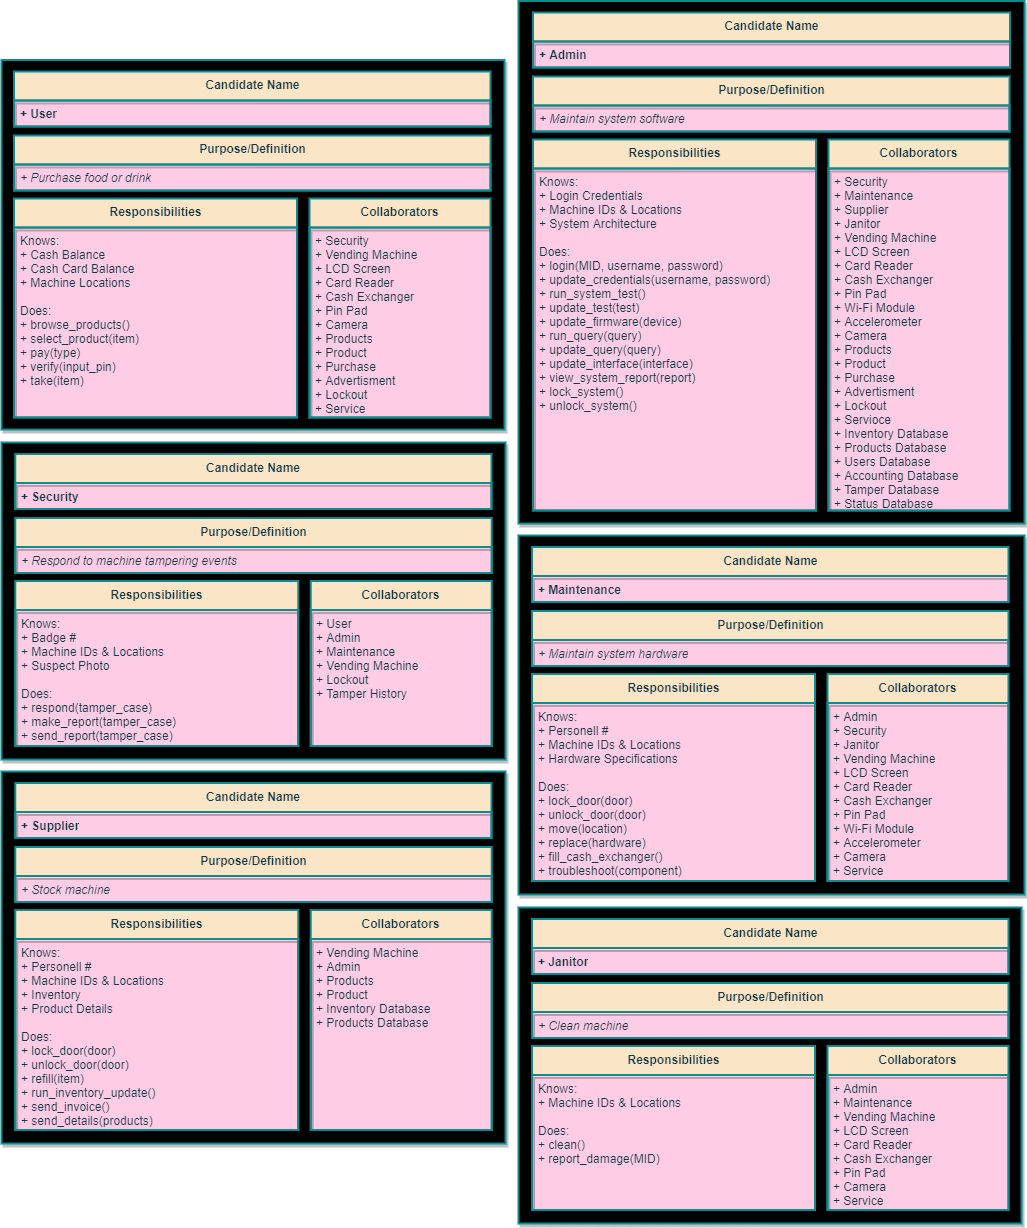 Candidate Name
+ User
Purpose/Definition
+ Purchase food or drink
Responsibilities
Knows:
+ Cash Balance
+ Cash Card Balance
+ Machine Locations
Does:
+ browse_products()
+ select_product(item)
+ pay(type)
+ verify(input_pin)
+ take(item)
Collaborators
+ Security
+ Vending Machine
+ LCD Screen
+ Card Reader
+ Cash Exchanger
+ Pin Pad
+ Camera
+ Products
+ Product
+ Purchase
+ Advertisment
+ Lockout
+ Service
Candidate Name
+ Security
Purpose/Definition
+ Respond to machine tampering events
Responsibilities
Knows:
+ Badge #
+ Machine IDs & Locations
+ Suspect Photo
Does:
+ respond(tamper_case)
+ make_report(tamper_case)
+ send_report(tamper_case)
Collaborators
+ User
+ Admin
+ Maintenance
+ Vending Machine
+ Lockout
+ Tamper History
Candidate Name
+ Supplier
Purpose/Definition
+ Stock machine
Responsibilities
Knows:
+ Personell #
+ Machine IDs & Locations
+ Inventory
+ Product Details
Does:
+ lock_door(door)
+ unlock_door(door)
+ refill(item)
+ run_inventory_update()
+ send_invoice()
+ send_details(products)
Collaborators
+ Vending Machine
+ Admin
+ Products
+ Product
+ Inventory Database
+ Products Database
Candidate Name
+ Admin
Purpose/Definition
+ Maintain system software
Responsibilities
Knows:
+ Login Credentials
+ Machine IDs & Locations
+ System Architecture
Does:
+ login(MID, username, password)
+ update_credentials(username, password)
+ run_system_test()
+ update_test(test)
+ update_firmware(device)
+ run_query(query)
+ update_query(query)
+ update_interface(interface)
+ view_system_report(report)
+ lock_system()
+ unlock_system()
Collaborators
+ Security
+ Maintenance
+ Supplier
+ Janitor
+ Vending Machine
+ LCD Screen
+ Card Reader
+ Cash Exchanger
+ Pin Pad
+ Wi-Fi Module
+ Accelerometer
+ Camera
+ Products
+ Product
+ Purchase
+ Advertisment
+ Lockout
+ Servioce
+ Inventory Database
+ Products Database
+ Users Database
+ Accounting Database
+ Tamper Database
+ Status Database
Candidate Name
+ Maintenance
Purpose/Definition
+ Maintain system hardware
Responsibilities
Knows:
+ Personell #
+ Machine IDs & Locations
+ Hardware Specifications
Does:
+ lock_door(door)
+ unlock_door(door)
+ move(location)
+ replace(hardware)
+ fill_cash_exchanger()
+ troubleshoot(component)
Collaborators
+ Admin
+ Security
+ Janitor
+ Vending Machine
+ LCD Screen
+ Card Reader
+ Cash Exchanger
+ Pin Pad
+ Wi-Fi Module
+ Accelerometer
+ Camera
+ Service
Candidate Name
+ Janitor
Purpose/Definition
+ Clean machine
Responsibilities
Knows:
+ Machine IDs & Locations
Does:
+ clean()
+ report_damage(MID)
Collaborators
+ Admin
+ Maintenance
+ Vending Machine
+ LCD Screen
+ Card Reader
+ Cash Exchanger
+ Pin Pad
+ Camera
+ Service